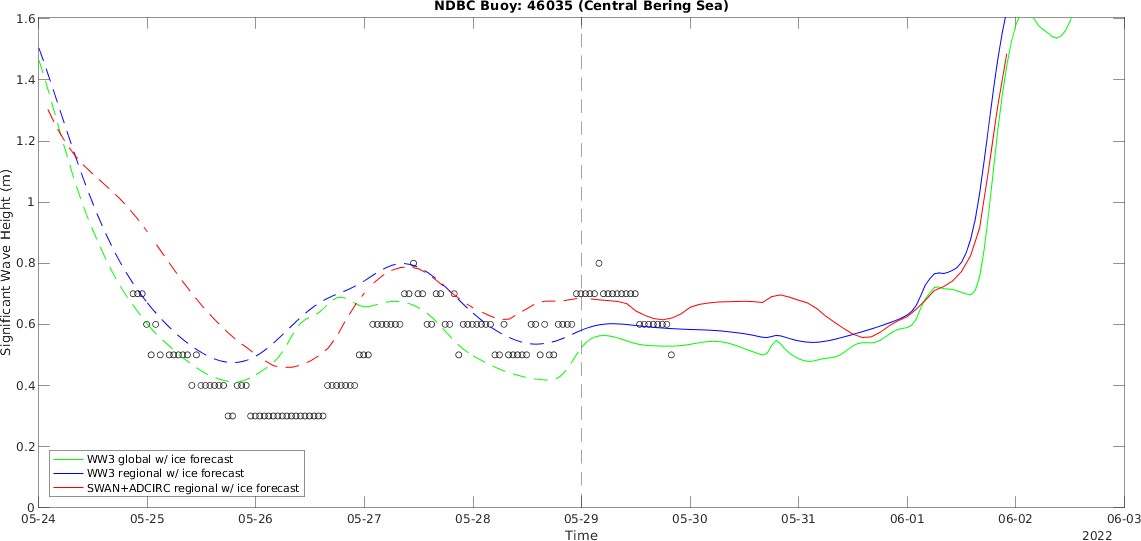 NDBC Buoy: 46035 (Central Bering Sea)
1.6
1.4
1.2
1
0.8
0.6
0.4
0.2
0
Significant Wave Height (m)
WW3 global w/ ice forecast
WW3 regional w/ ice forecast
SWAN+ADCIRC regional w/ ice forecast
05-24 05-25 05-26 05-27 05-28 05-29 05-30 05-31 06-01 06-02 06-03
Time
2022